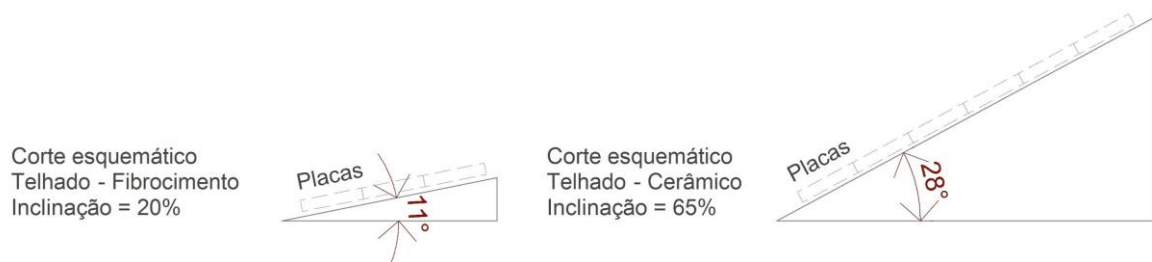 Corte esquemático
Telhado - Fibrocimento
Inclinação = 20%
Placas
11°
Corte esquemático
Telhado - Cerâmico
Inclinação = 65%
Placas
28°